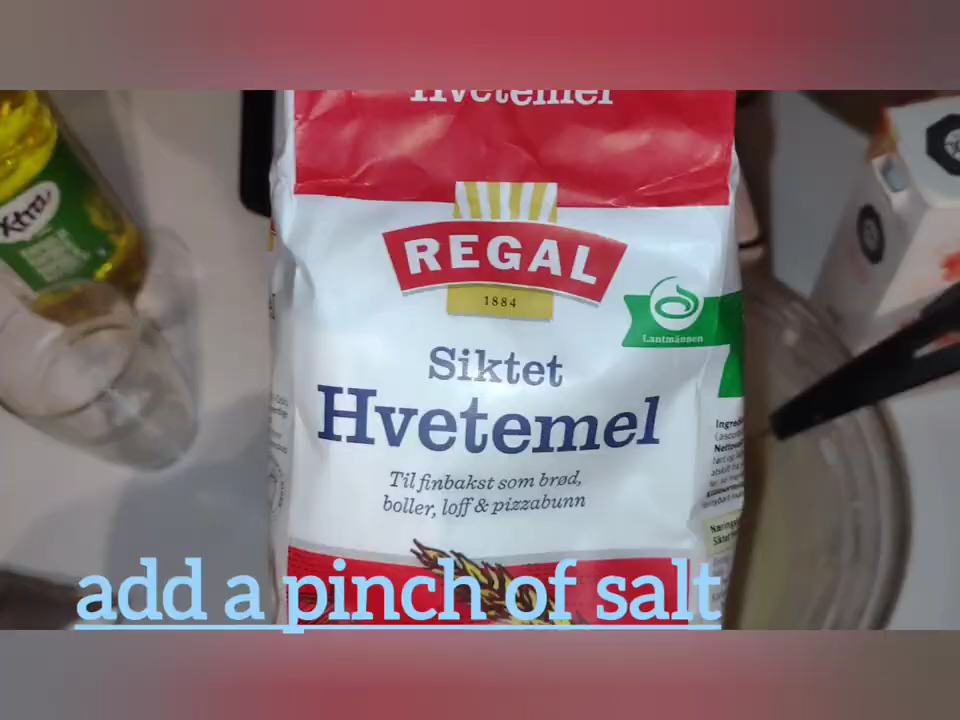 Hvetemel
Xtra
REGAL
1884
Lantmännen
Siktet
Hvetemel
Til finbakst som brød,
boller, loff & pizzabunn
add a pinch of salt